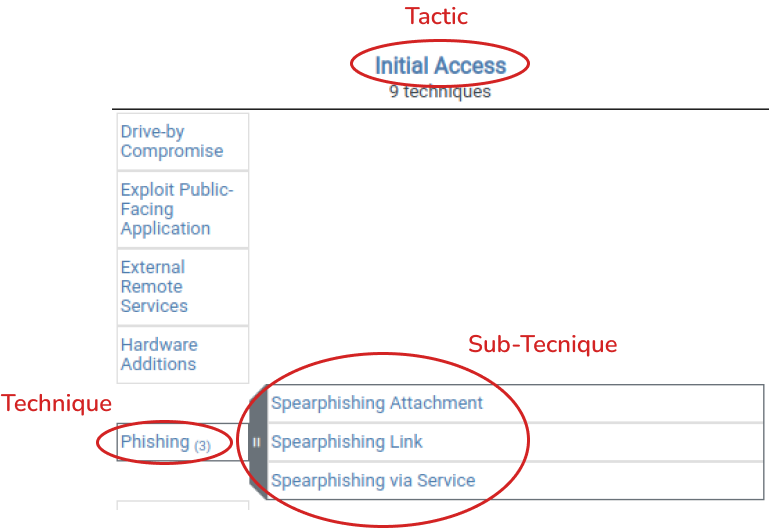 Tactic
Initial Access
9 techniques
Drive-by
Compromise
Exploit Public-
Facing
Application
External
Remote
Services
Hardware
Additions
Sub-Tecnique
Technique
Phishing (3)
Spearphishing Attachment
Spearphishing Link
Spearphishing via Service